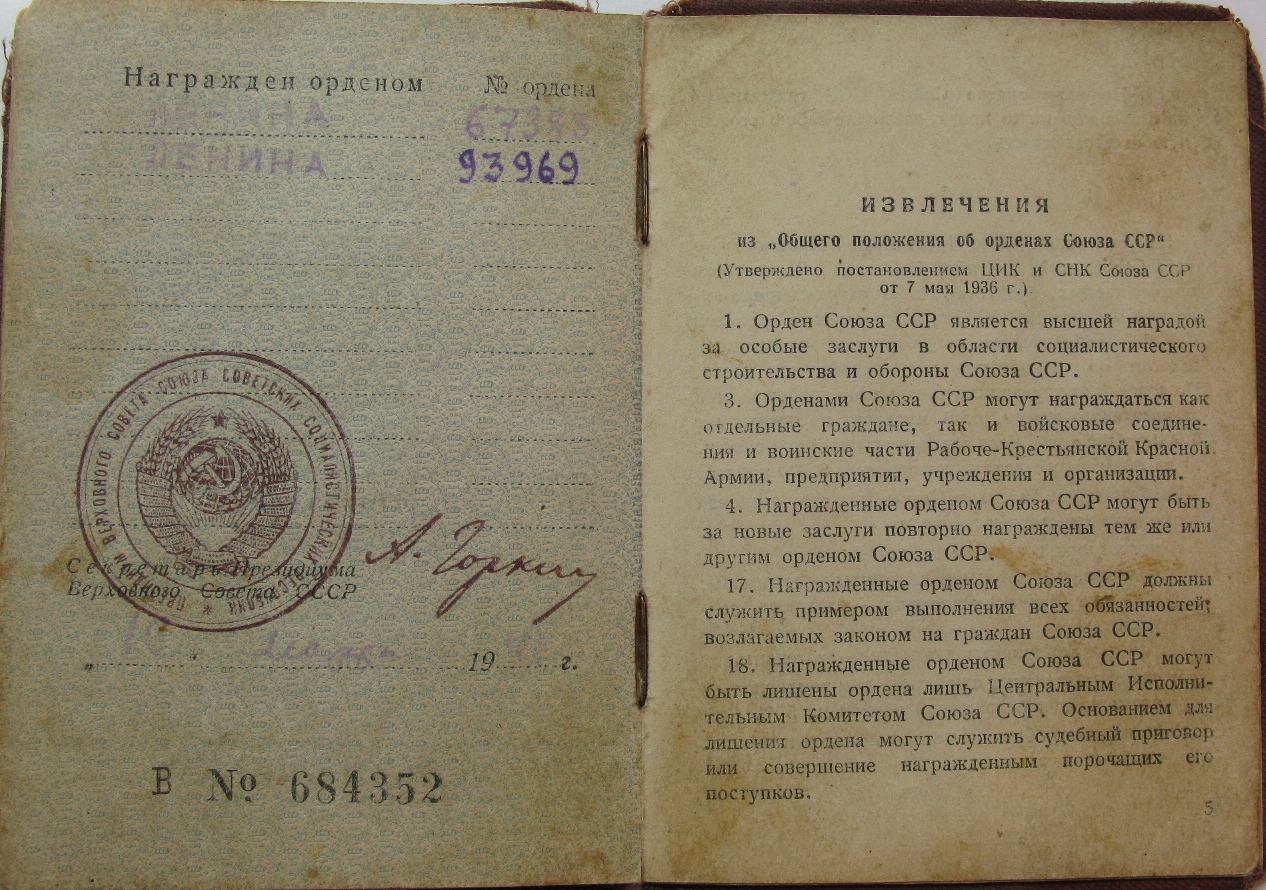 Награжден орденом № ордена
ЛЕНИНА
ЛЕНИНА 93969
ПРЕЗИДИУМ ВЕРХОВНОГО СОВЕТА СОЮЗА СОВЕТСКИХ СОЦИАЛИСТИЧЕСКИХ РЕСПУБЛИК
Секретарь Президиума
Верховного Совета СССР
А. Горкин
„ 19 г.
В № 684352
ИЗВЛЕЧЕНИЯ
из „Общего положения об орденах Союза ССР“
(Утверждено постановлением ЦИК и СНК Союза ССР
от 7 мая 1936 г.)
1. Орден Союза ССР является высшей наградой
за особые заслуги в области социалистического
строительства и обороны Союза ССР.
3. Орденами Союза ССР могут награждаться как
отдельные граждане, так и войсковые соедине-
ния и воинские части Рабоче-Крестьянской Красной
Армии, предприятия, учреждения и организации.
4. Награжденные орденом Союза ССР могут быть
за новые заслуги повторно награждены тем же или
другим орденом Союза ССР.
17. Награжденные орденом Союза ССР должны
служить примером выполнения всех обязанностей,
возлагаемых законом на граждан Союза ССР.
18. Награжденные орденом Союза ССР могут
быть лишены ордена лишь Центральным Исполни-
тельным Комитетом Союза ССР. Основанием для
лишения ордена могут служить судебный приговор
или совершение награжденным порочащих его
поступков.
5